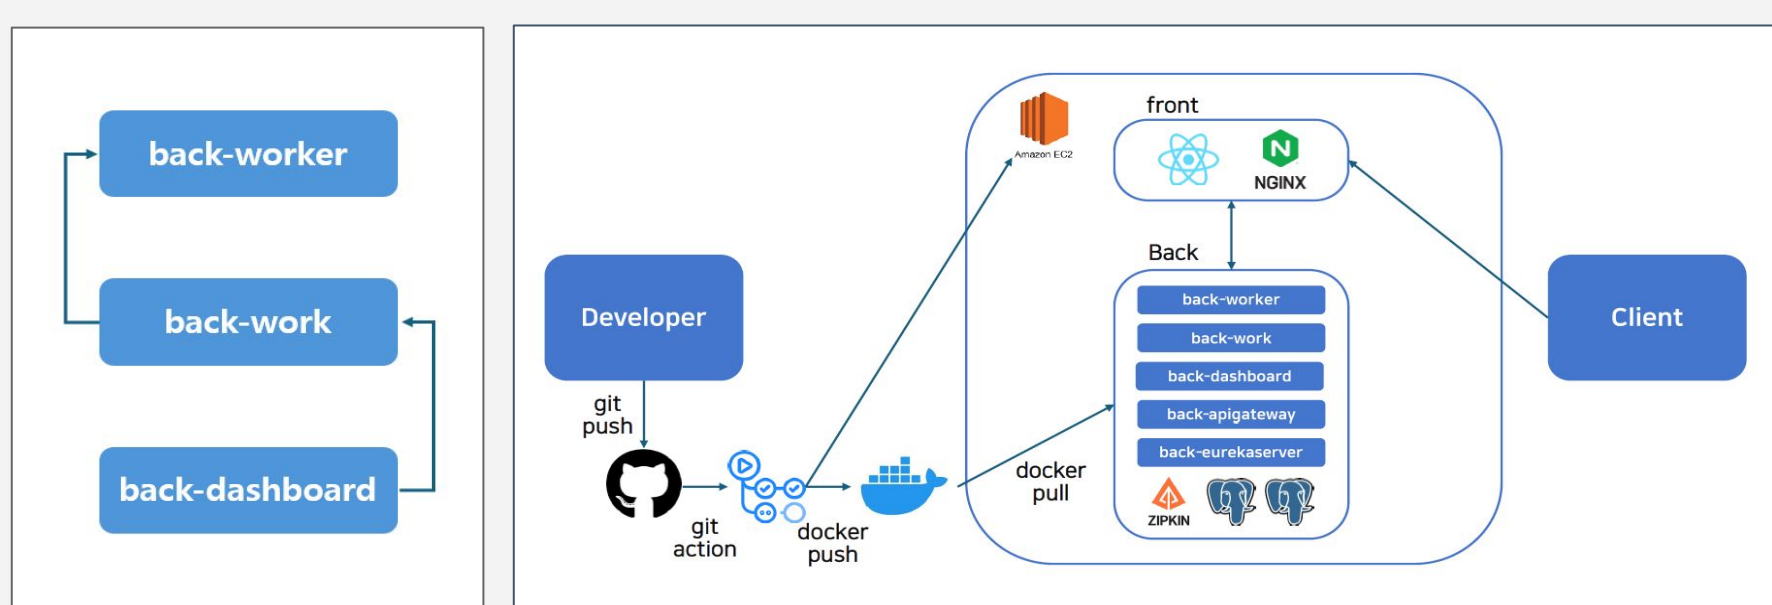 back-worker
back-work
back-dashboard
Developer
git
push
git
action
docker
push
docker
pull
Amazon EC2
front
NGINX
Back
back-worker
back-work
back-dashboard
back-apigateway
back-eurekaserver
ZIPKIN
Client